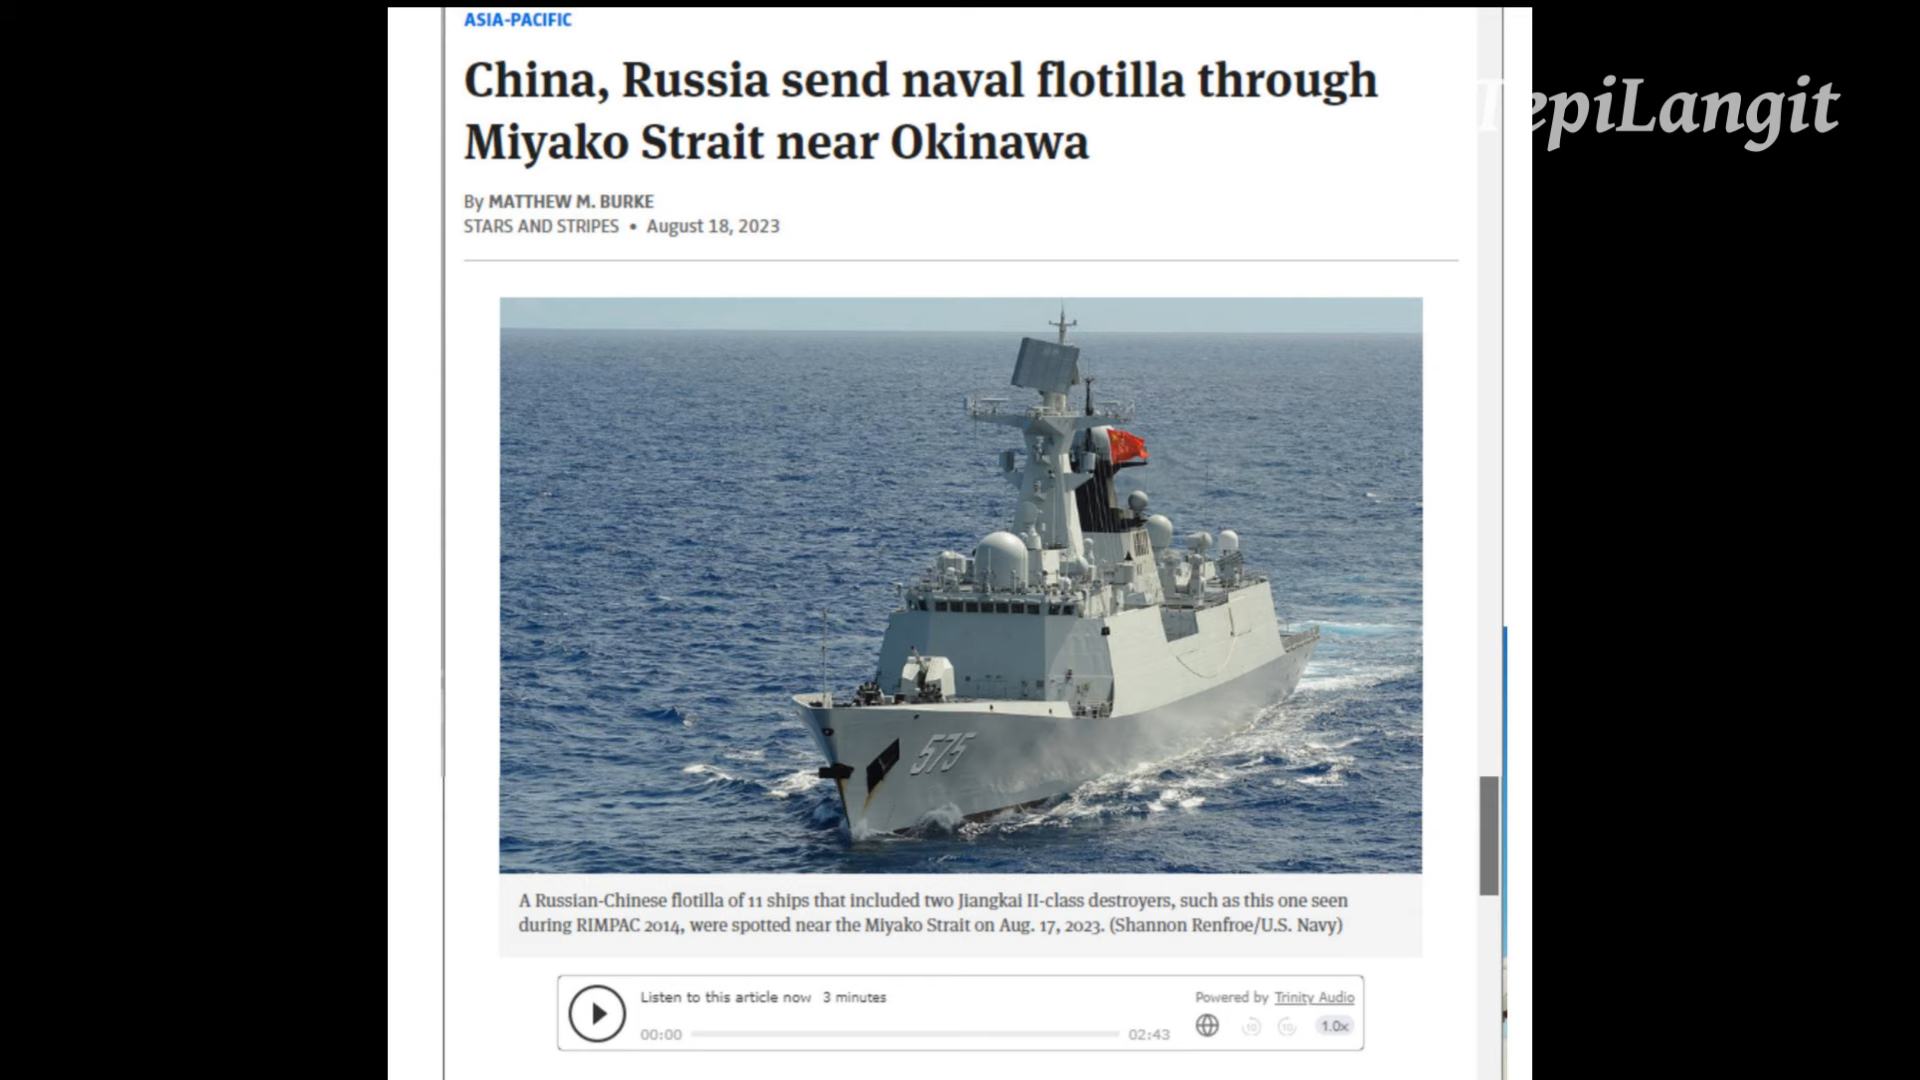 ASIA-PACIFIC
China, Russia send naval flotilla through
Miyako Strait near Okinawa
TepiLangit
By MATTHEW M. BURKE
STARS AND STRIPES • August 18, 2023
575
A Russian-Chinese flotilla of 11 ships that included two Jiangkai II-class destroyers, such as this one seen
during RIMPAC 2014, were spotted near the Miyako Strait on Aug. 17, 2023. (Shannon Renfroe/U.S. Navy)
Listen to this article now 3 minutes
Powered by Trinity Audio
00:00
02:43
10
10
1.0x